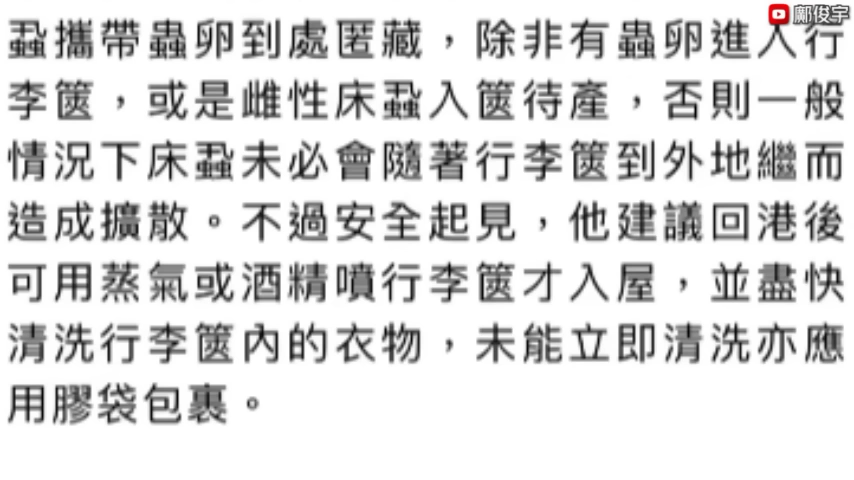 鄺俊宇
蝨攜帶蟲卵到處匿藏，除非有蟲卵進入行
李篋，或是雌性床蝨入篋待產，否則一般
情況下床蝨未必會隨著行李篋到外地繼而
造成擴散。不過安全起見，他建議回港後
可用蒸氣或酒精噴行李篋才入屋，並盡快
清洗行李篋內的衣物，未能立即清洗亦應
用膠袋包裹。